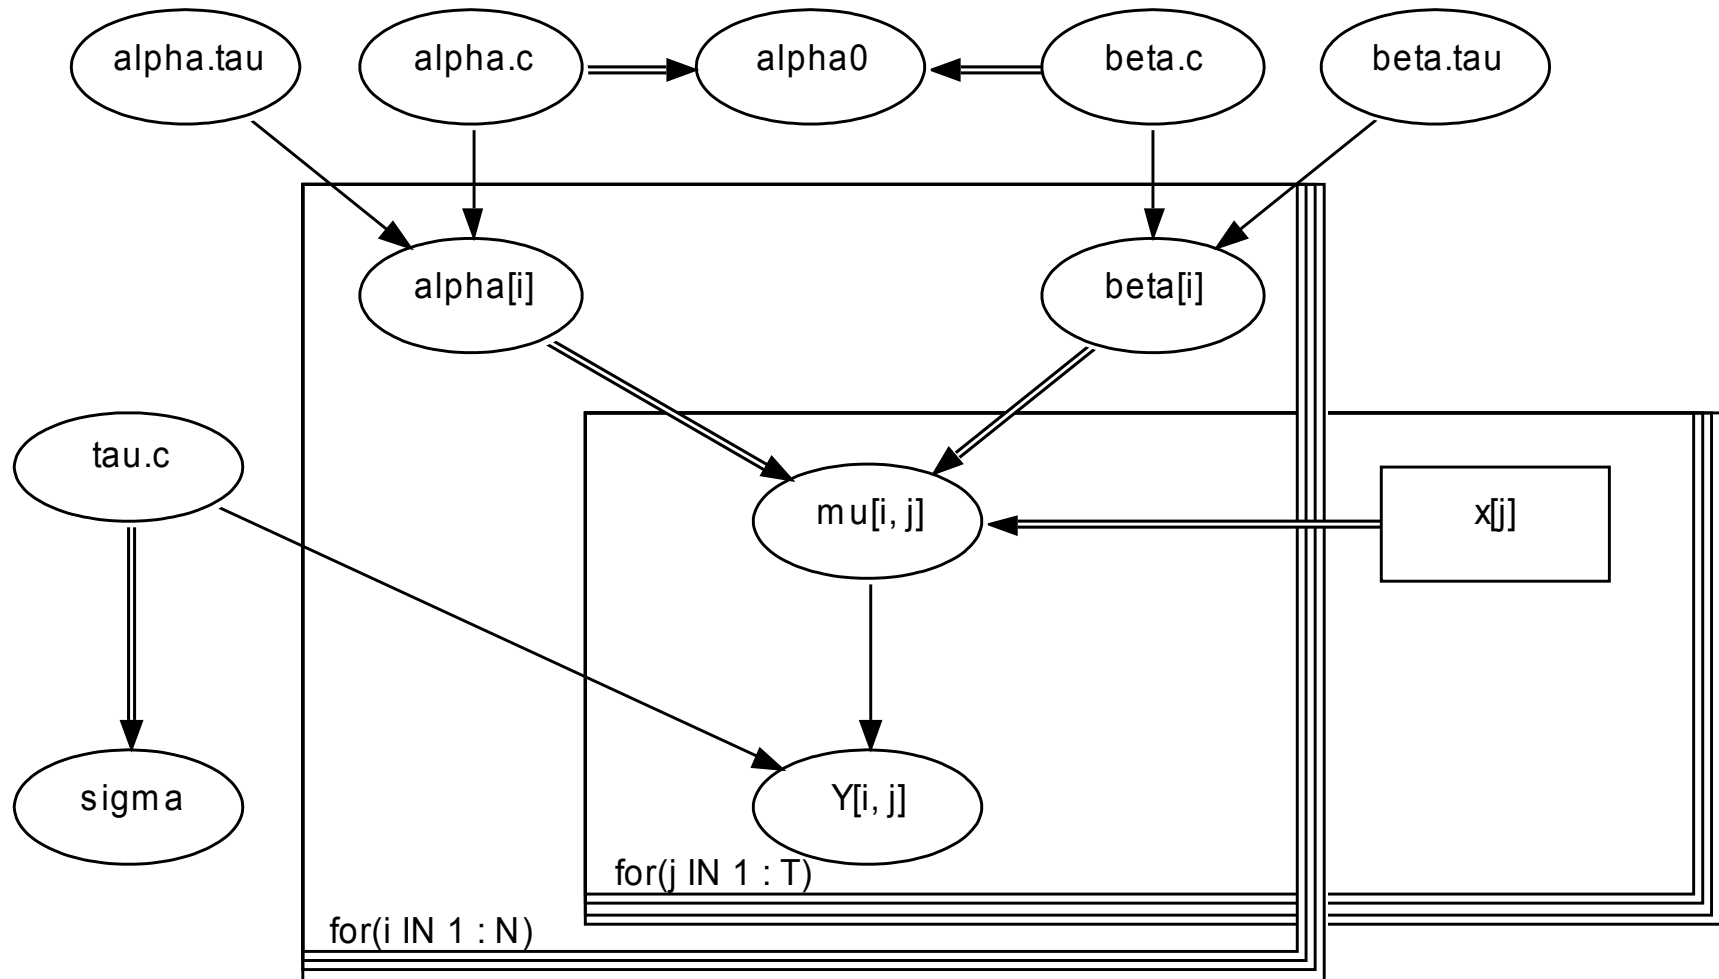 alpha.tau
alpha.c
alpha0
beta.c
beta.tau
alpha[i]
beta[i]
tau.c
mu[i, j]
x[j]
sigma
Y[i, j]
for(j IN 1 : T)
for(i IN 1 : N)